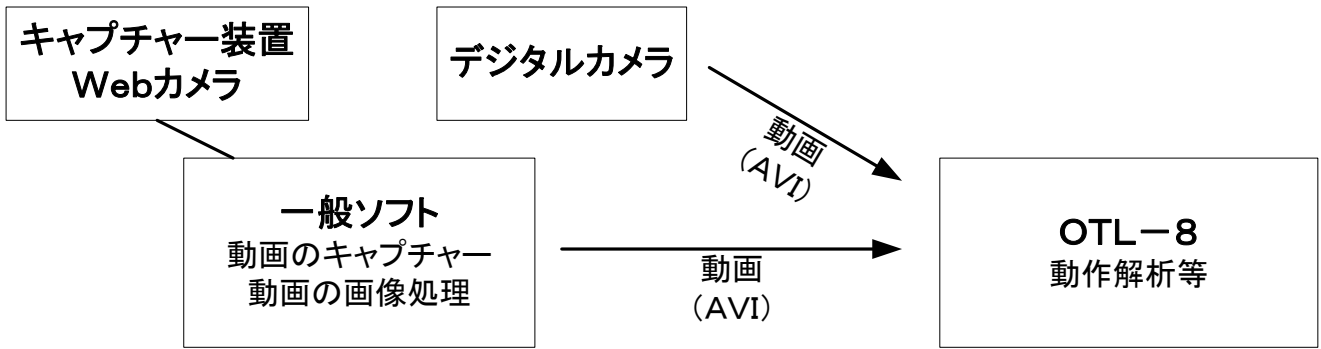 キャプチャー装置
Webカメラ
デジタルカメラ
動画
（AVI）
一般ソフト
動画のキャプチャー
動画の画像処理
動画
（AVI）
OTL－８
動作解析等